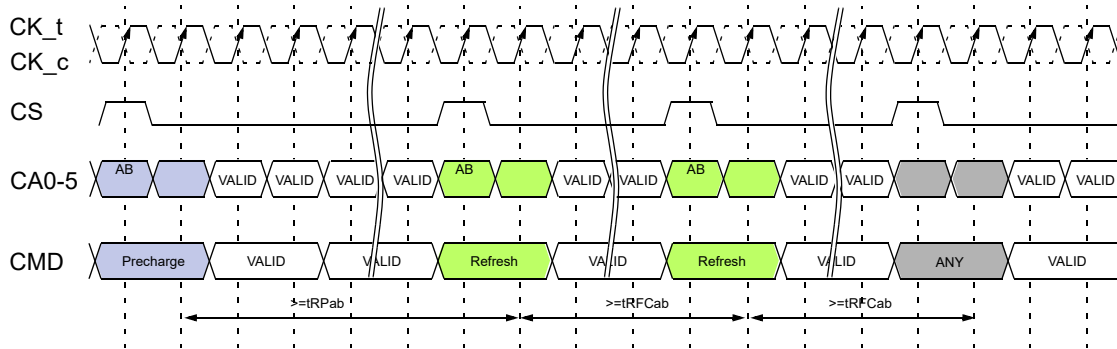 CK_t
CK_c
CS
CA0-5 AB VALID VALID VALID VALID AB VALID VALID AB VALID VALID VALID VALID
CMD Precharge VALID VALID Refresh VALID Refresh VALID ANY VALID
>=tRPab >=tRFCab >=tRFCab